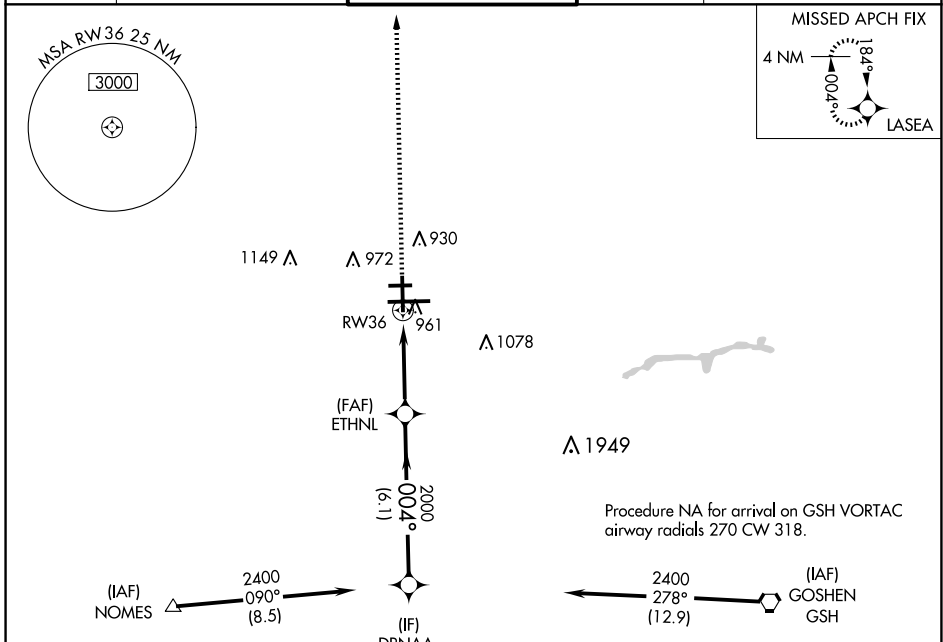 MSA RW36 25 NM
3000
MISSED APCH FIX
4 NM
184°
004°
LASEA
930
1149
972
RW36
961
1078
(FAF)
ETHNL
1949
2000
004°
(6.1)
Procedure NA for arrival on GSH VORTAC
airway radials 270 CW 318.
(IAF)
NOMES
2400
090°
(8.5)
2400
278°
(12.9)
(IAF)
GOSHEN
GSH
(IF)